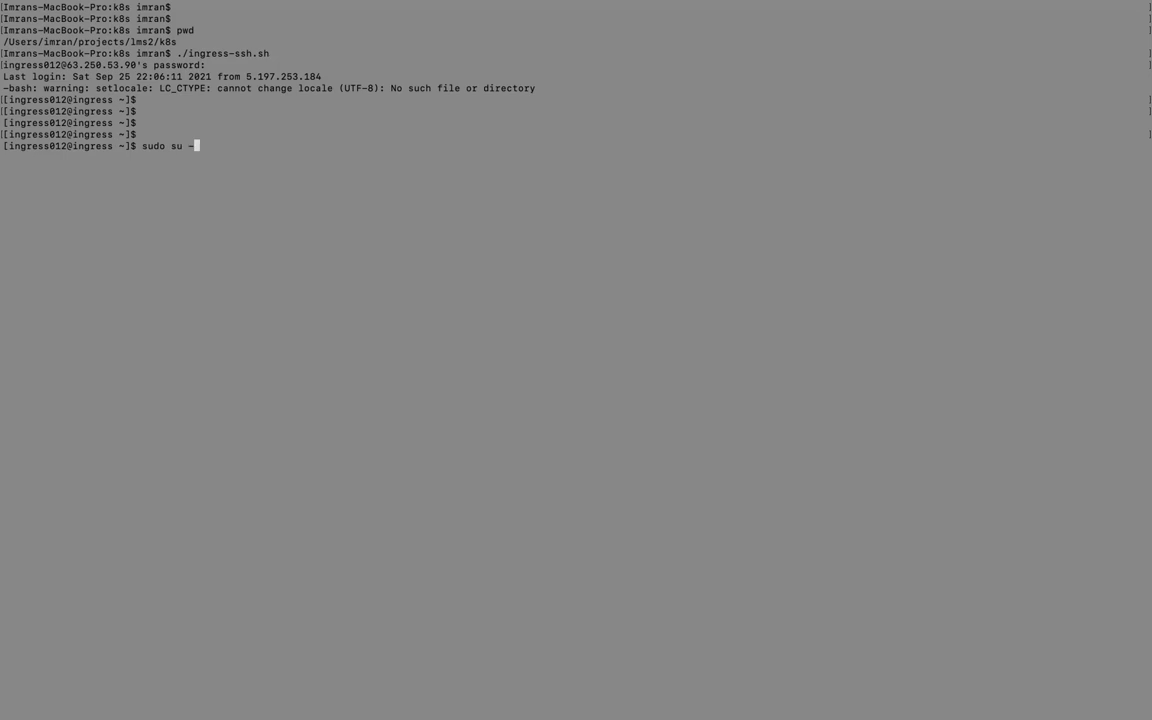 [Imrans-MacBook-Pro:k8s imran$ ]
[Imrans-MacBook-Pro:k8s imran$ ]
[Imrans-MacBook-Pro:k8s imran$ pwd ]
/Users/imran/projects/lms2/k8s
[Imrans-MacBook-Pro:k8s imran$ ./ingress-ssh.sh ]
[ingress012@63.250.53.90's password: ]
Last login: Sat Sep 25 22:06:11 2021 from 5.197.253.184
-bash: warning: setlocale: LC_CTYPE: cannot change locale (UTF-8): No such file or directory
[[ingress012@ingress ~]$ ]
[[ingress012@ingress ~]$ ]
[[ingress012@ingress ~]$
[[ingress012@ingress ~]$ ]
[ingress012@ingress ~]$ sudo su -